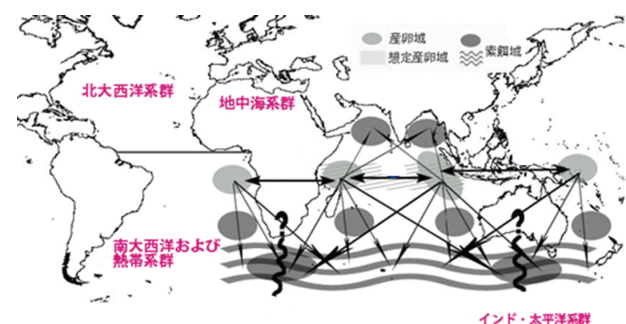 産卵域
索餌域
想定産卵域
北大西洋系群
地中海系群
南大西洋および
熱帯系群
?
?
インド・太平洋系群